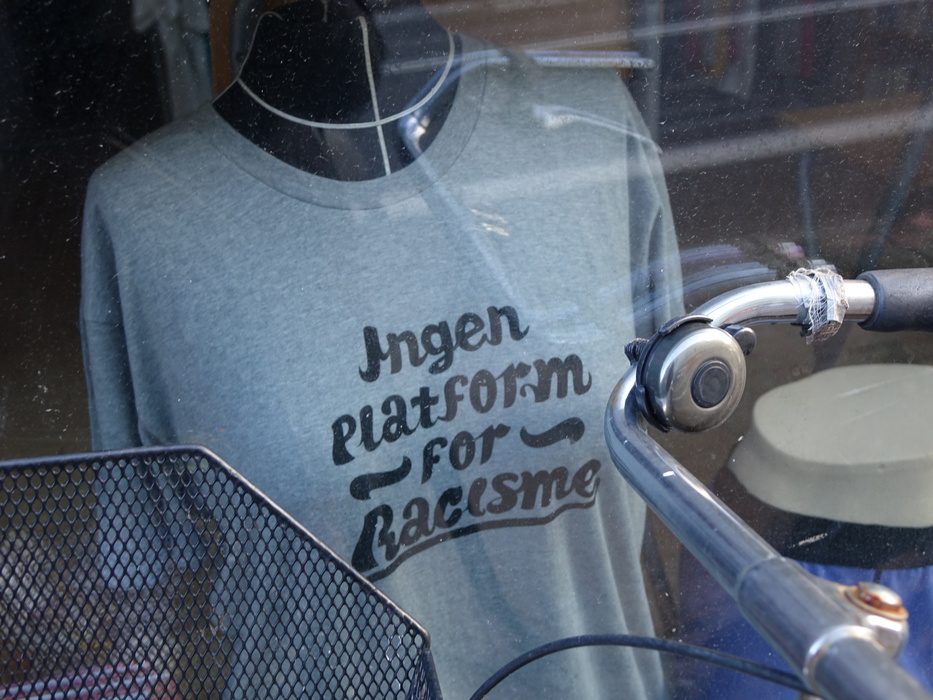 Ingen
Platform
for
Racisme